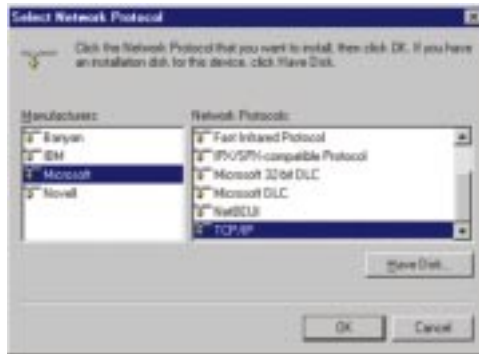 Select Network Protocol
Click the Network Protocol that you want to install, then click OK. If you have
an installation disk for this device, click Have Disk.
Manufacturers:
Banyan
IBM
Microsoft
Novell
Network Protocols:
Fast Infrared Protocol
IPX/SPX-compatible Protocol
Microsoft 32-bit DLC
Microsoft DLC
NetBEUI
TCP/IP
Have Disk...
OK
Cancel